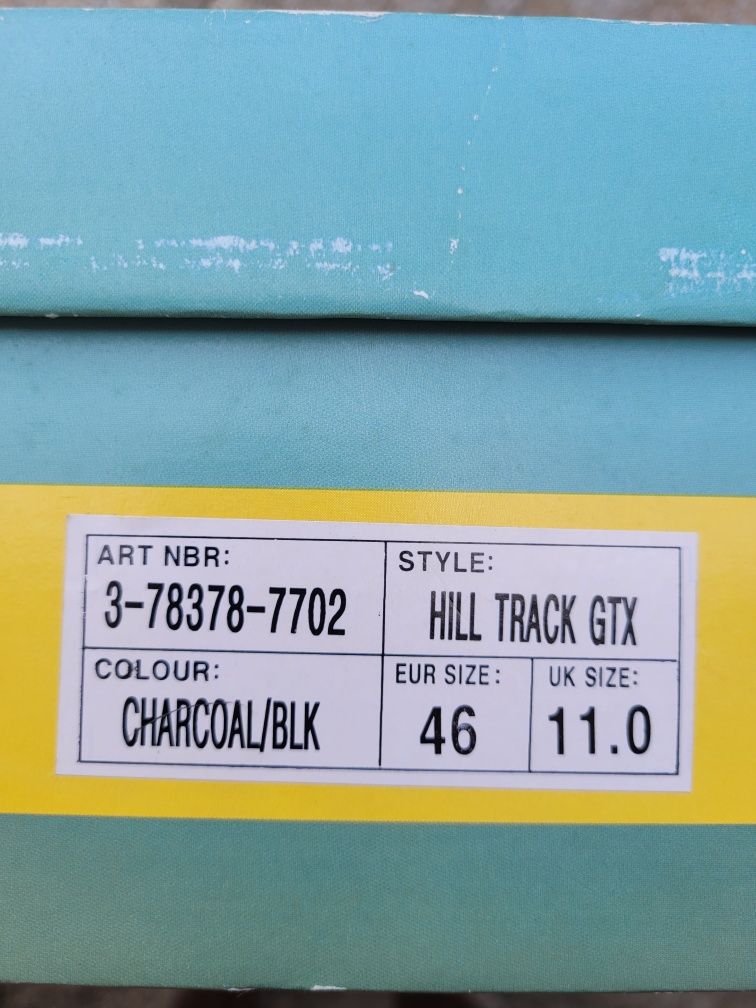 ART NBR:
3-78378-7702
STYLE:
HILL TRACK GTX
COLOUR:
CHARCOAL/BLK
EUR SIZE:
46
UK SIZE:
11.0